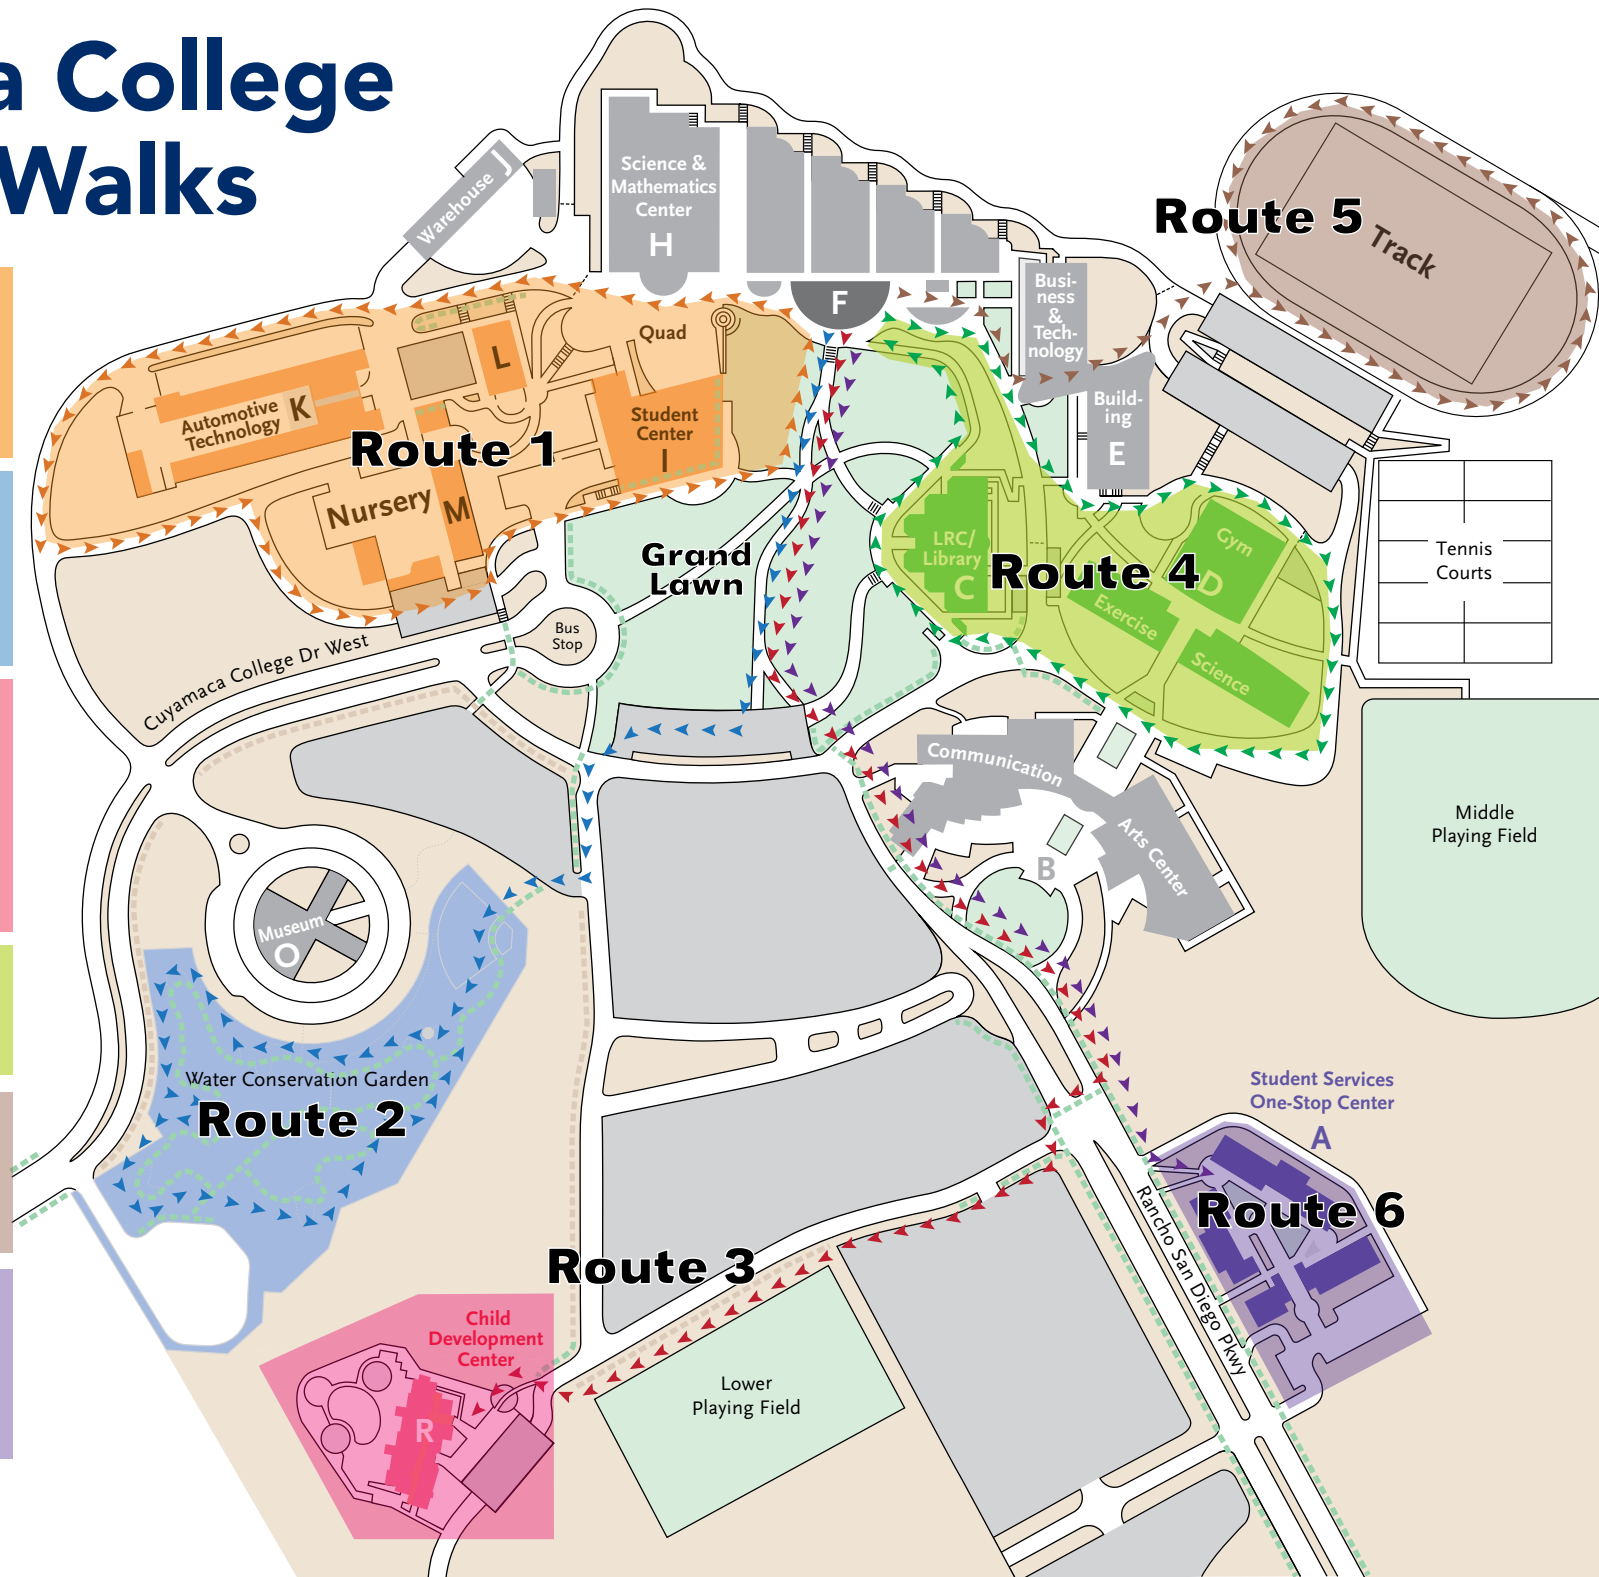 a College
Walks
Science &
Mathematics
Center
H
Warehouse J
F
Busi-
ness
&
Tech-
nology
Build-
ing
E
Route 5
Track
Quad
L
Automotive
Technology
K
Student
Center
I
Route 1
Nursery
M
Grand
Lawn
LRC/
Library
C
Route 4
Gym
D
Exercise
Science
Tennis
Courts
Bus
Stop
Cuyamaca College Dr West
Communication
Arts Center
B
Middle
Playing Field
Museum
O
Water Conservation Garden
Route 2
Student Services
One-Stop Center
A
Route 6
Rancho San Diego Pkwy
Route 3
Child
Development
Center
R
Lower
Playing Field